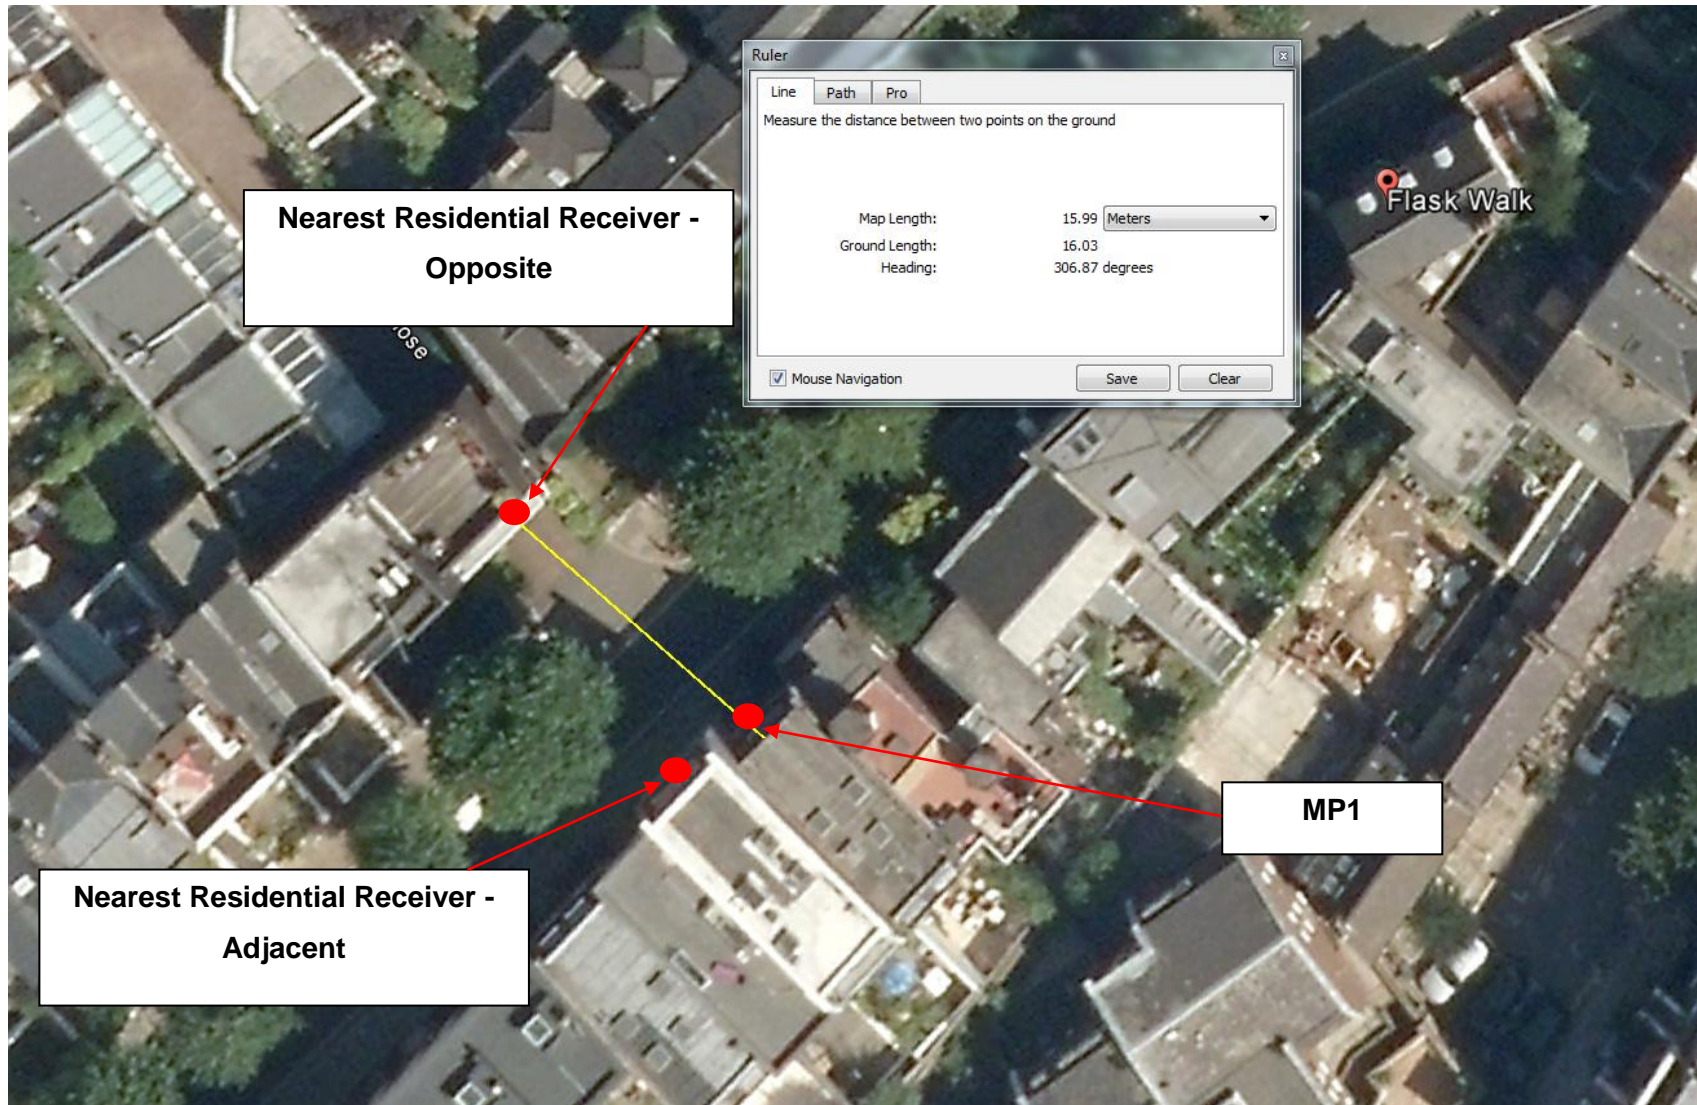 Ruler
Line Path Pro
Measure the distance between two points on the ground
Map Length: 15.99 Meters
Ground Length: 16.03
Heading: 306.87 degrees
Mouse Navigation Save Clear
Flask Walk
Nearest Residential Receiver -
Opposite
ose
MP1
Nearest Residential Receiver -
Adjacent